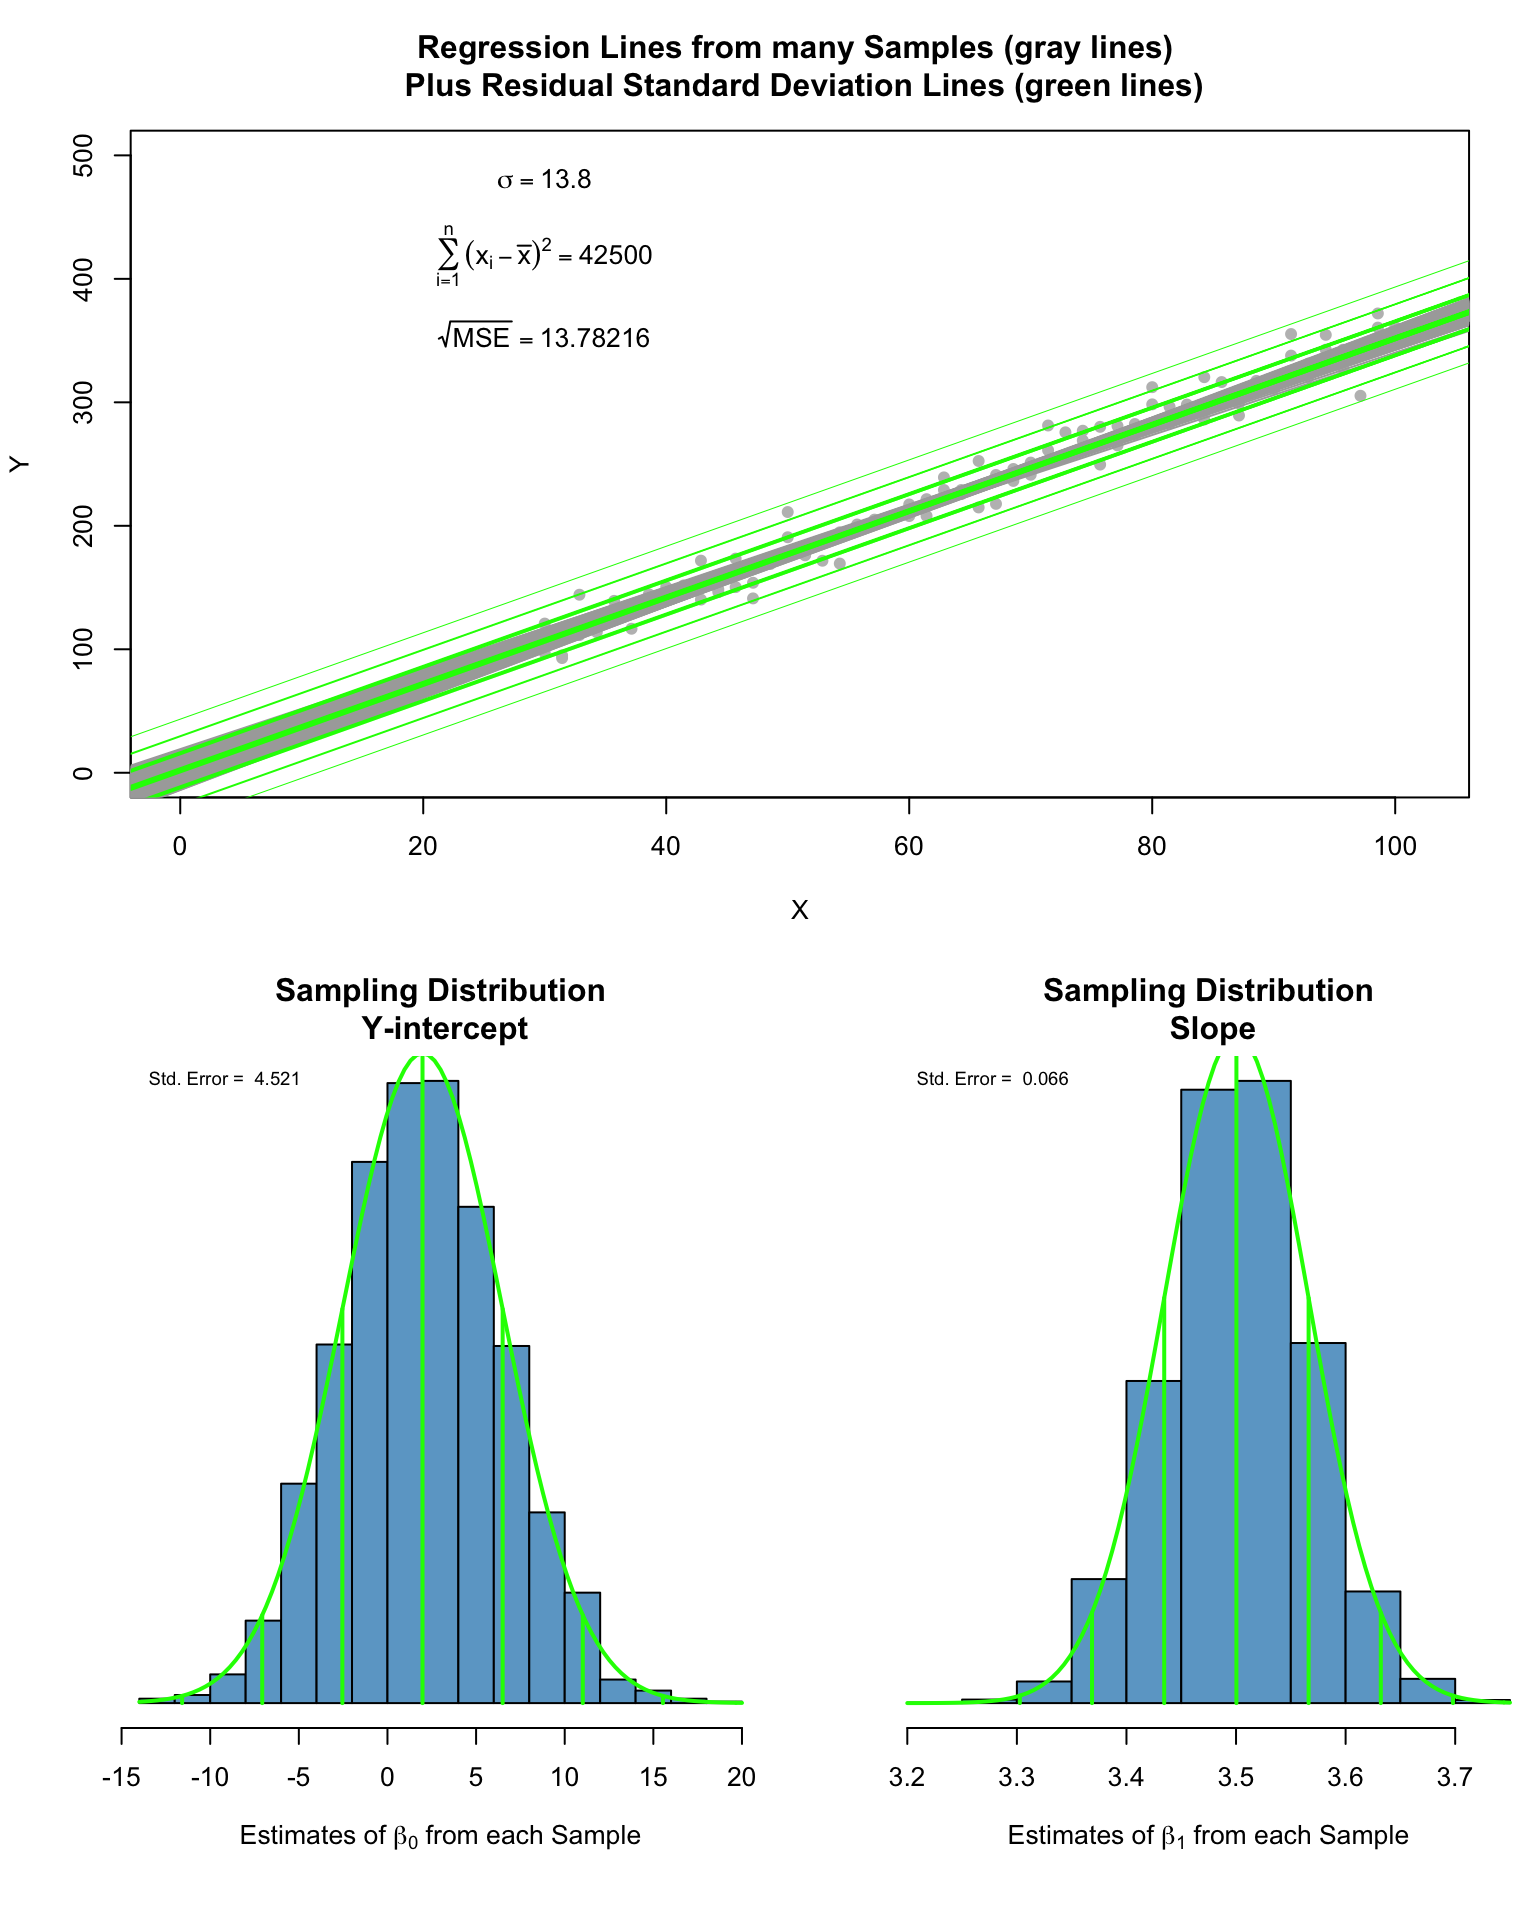 Regression Lines from many Samples (gray lines)
Plus Residual Standard Deviation Lines (green lines)
500
400
300
200
100
0
Y
σ = 13.8
n
∑ (xᵢ − x̅)² = 42500
i=1
√MSE = 13.78216
0 20 40 60 80 100
X
Sampling Distribution
Y-intercept
Std. Error = 4.521
-15 -10 -5 0 5 10 15 20
Estimates of β₀ from each Sample
Sampling Distribution
Slope
Std. Error = 0.066
3.2 3.3 3.4 3.5 3.6 3.7
Estimates of β₁ from each Sample